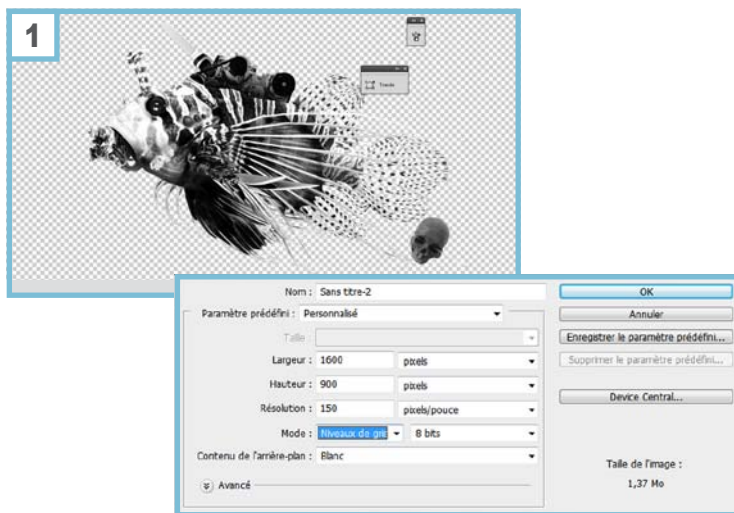 1
Nom : Sans titre-2
OK
Paramètre prédéfini : Personnalisé
Annuler
Taille :
Enregistrer le paramètre prédéfini...
Largeur : 1600 pixels
Supprimer le paramètre prédéfini...
Hauteur : 900 pixels
Device Central...
Résolution : 150 pixels/pouce
Mode : Niveaux de gris 8 bits
Contenu de l'arrière-plan : Blanc
Taille de l'image :
Avancé
1,37 Mo